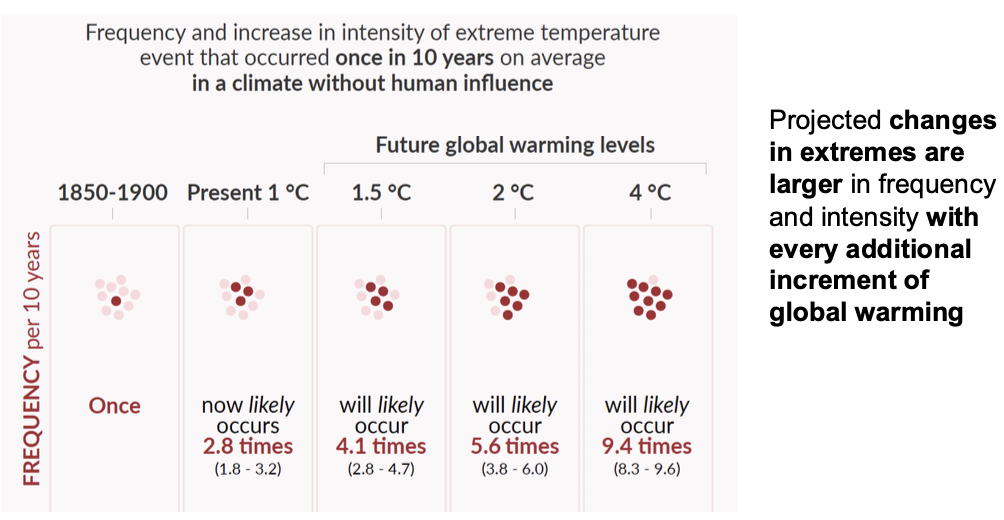 Frequency and increase in intensity of extreme temperature
event that occurred once in 10 years on average
in a climate without human influence
Future global warming levels
1850-1900
Present 1 °C
1.5 °C
2 °C
4 °C
FREQUENCY per 10 years
Once
now likely
occurs
2.8 times
(1.8 - 3.2)
will likely
occur
4.1 times
(2.8 - 4.7)
will likely
occur
5.6 times
(3.8 - 6.0)
will likely
occur
9.4 times
(8.3 - 9.6)
Projected changes
in extremes are
larger in frequency
and intensity with
every additional
increment of
global warming